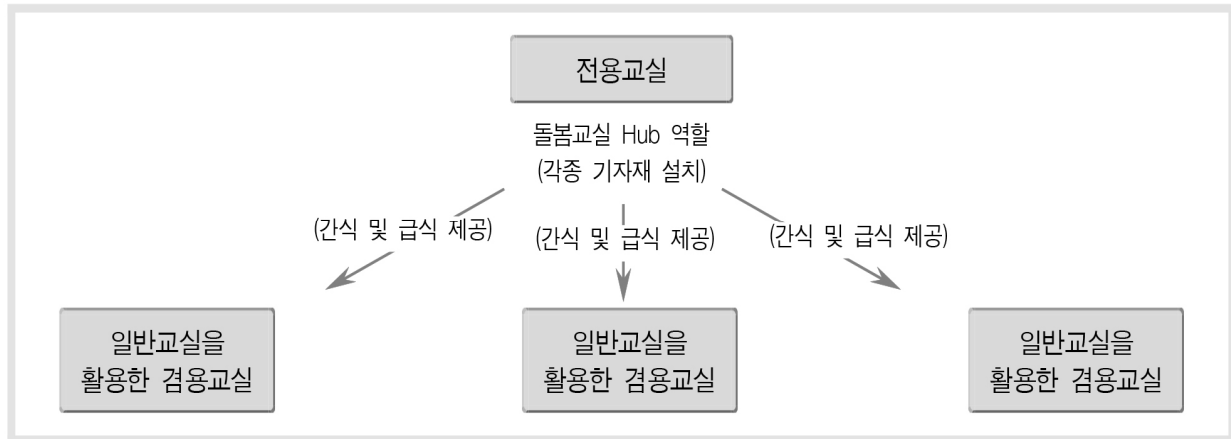 전용교실
돌봄교실 Hub 역할
(각종 기자재 설치)
(간식 및 급식 제공)
(간식 및 급식 제공)
(간식 및 급식 제공)
일반교실을
활용한 겸용교실
일반교실을
활용한 겸용교실
일반교실을
활용한 겸용교실